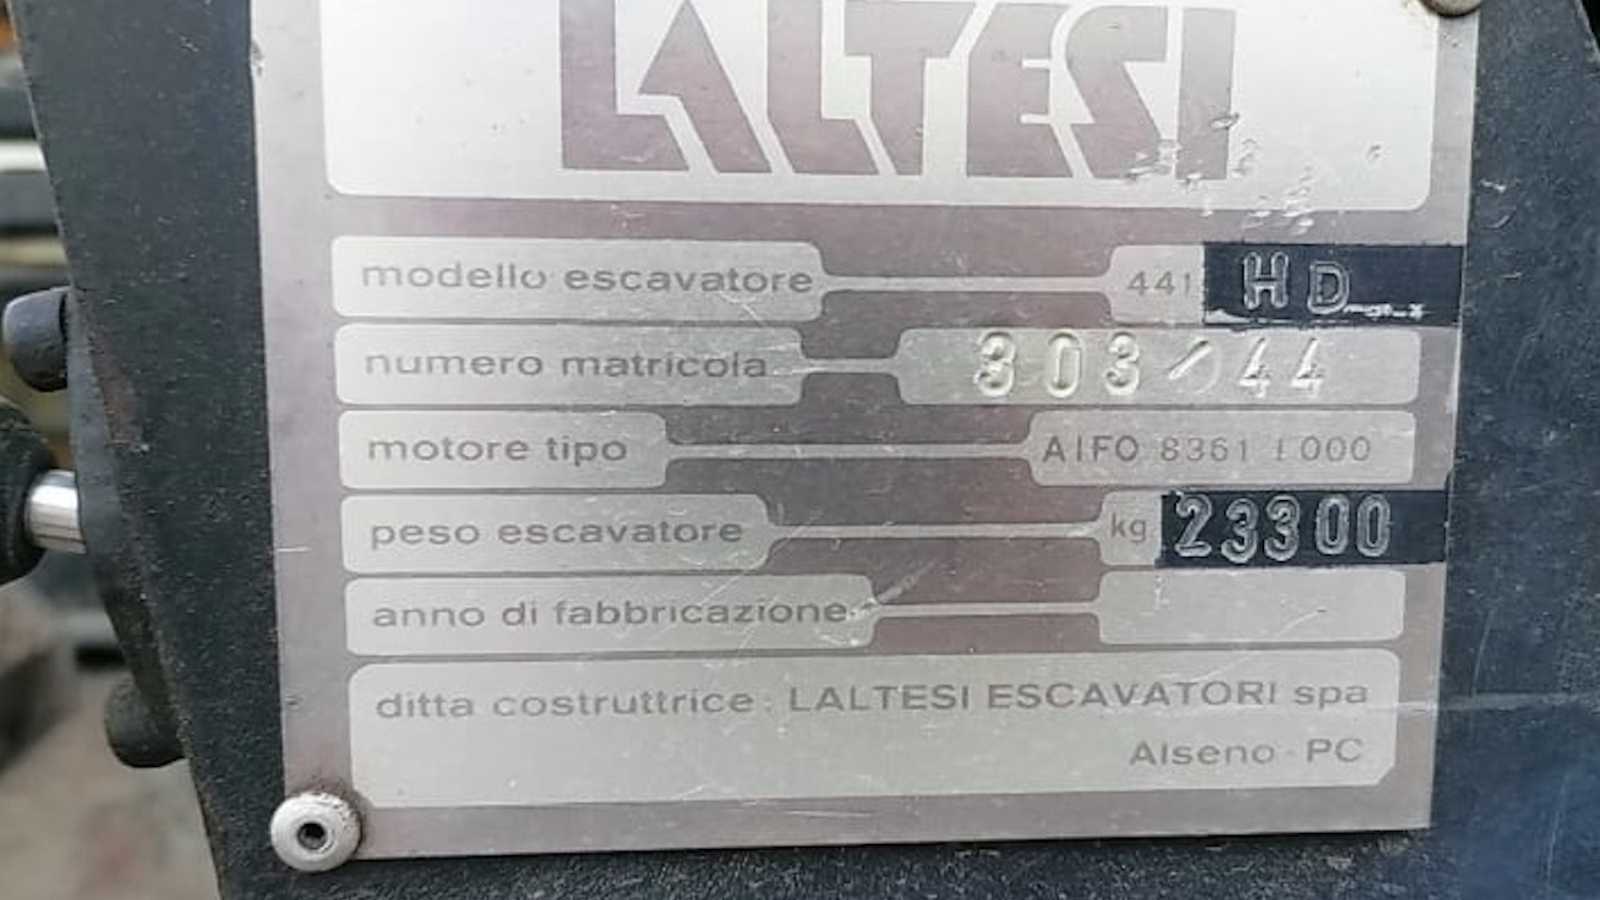 LALTESI
modello escavatore 441 HD
numero matricola 303/44
motore tipo AIFO 8361 I 000
peso escavatore kg 23300
anno di fabbricazione
ditta costruttrice: LALTESI ESCAVATORI spa
Alseno - PC